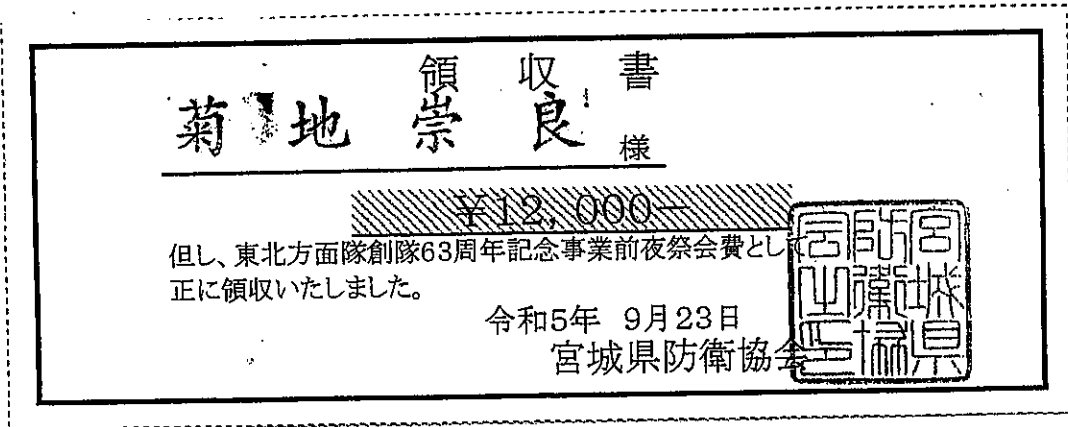 領収書
菊地崇良 様
¥12,000-
但し、東北方面隊創隊63周年記念事業前夜祭会費として
正に領収いたしました。
令和5年 9月23日
宮城県防衛協会
宮城県防衛協会之印